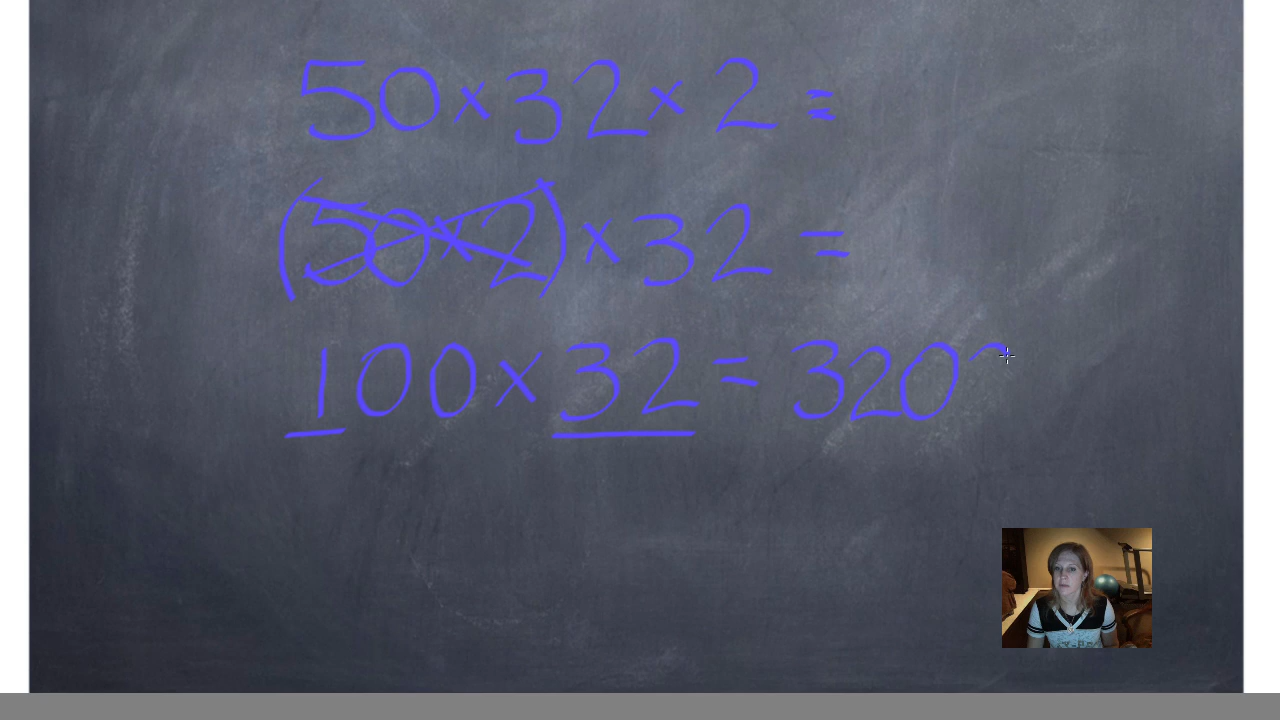 50 x 32 x 2 =
(50 x 2) x 32 =
100 x 32 = 320